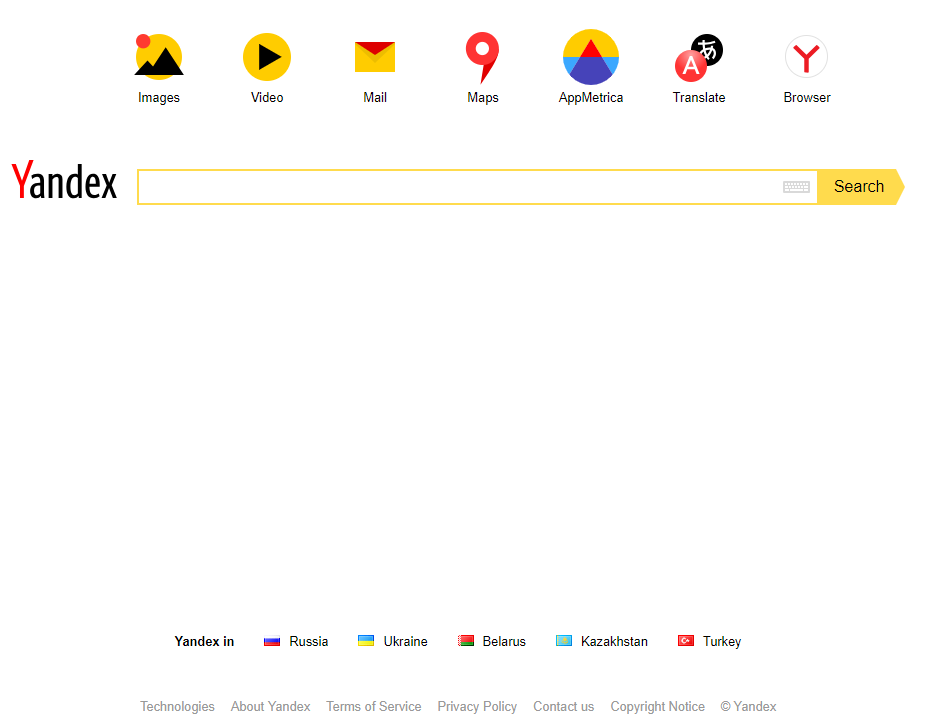 Images Video Mail Maps AppMetrica Translate Browser
Yandex Search
Yandex in Russia Ukraine Belarus Kazakhstan Turkey
Technologies About Yandex Terms of Service Privacy Policy Contact us Copyright Notice © Yandex